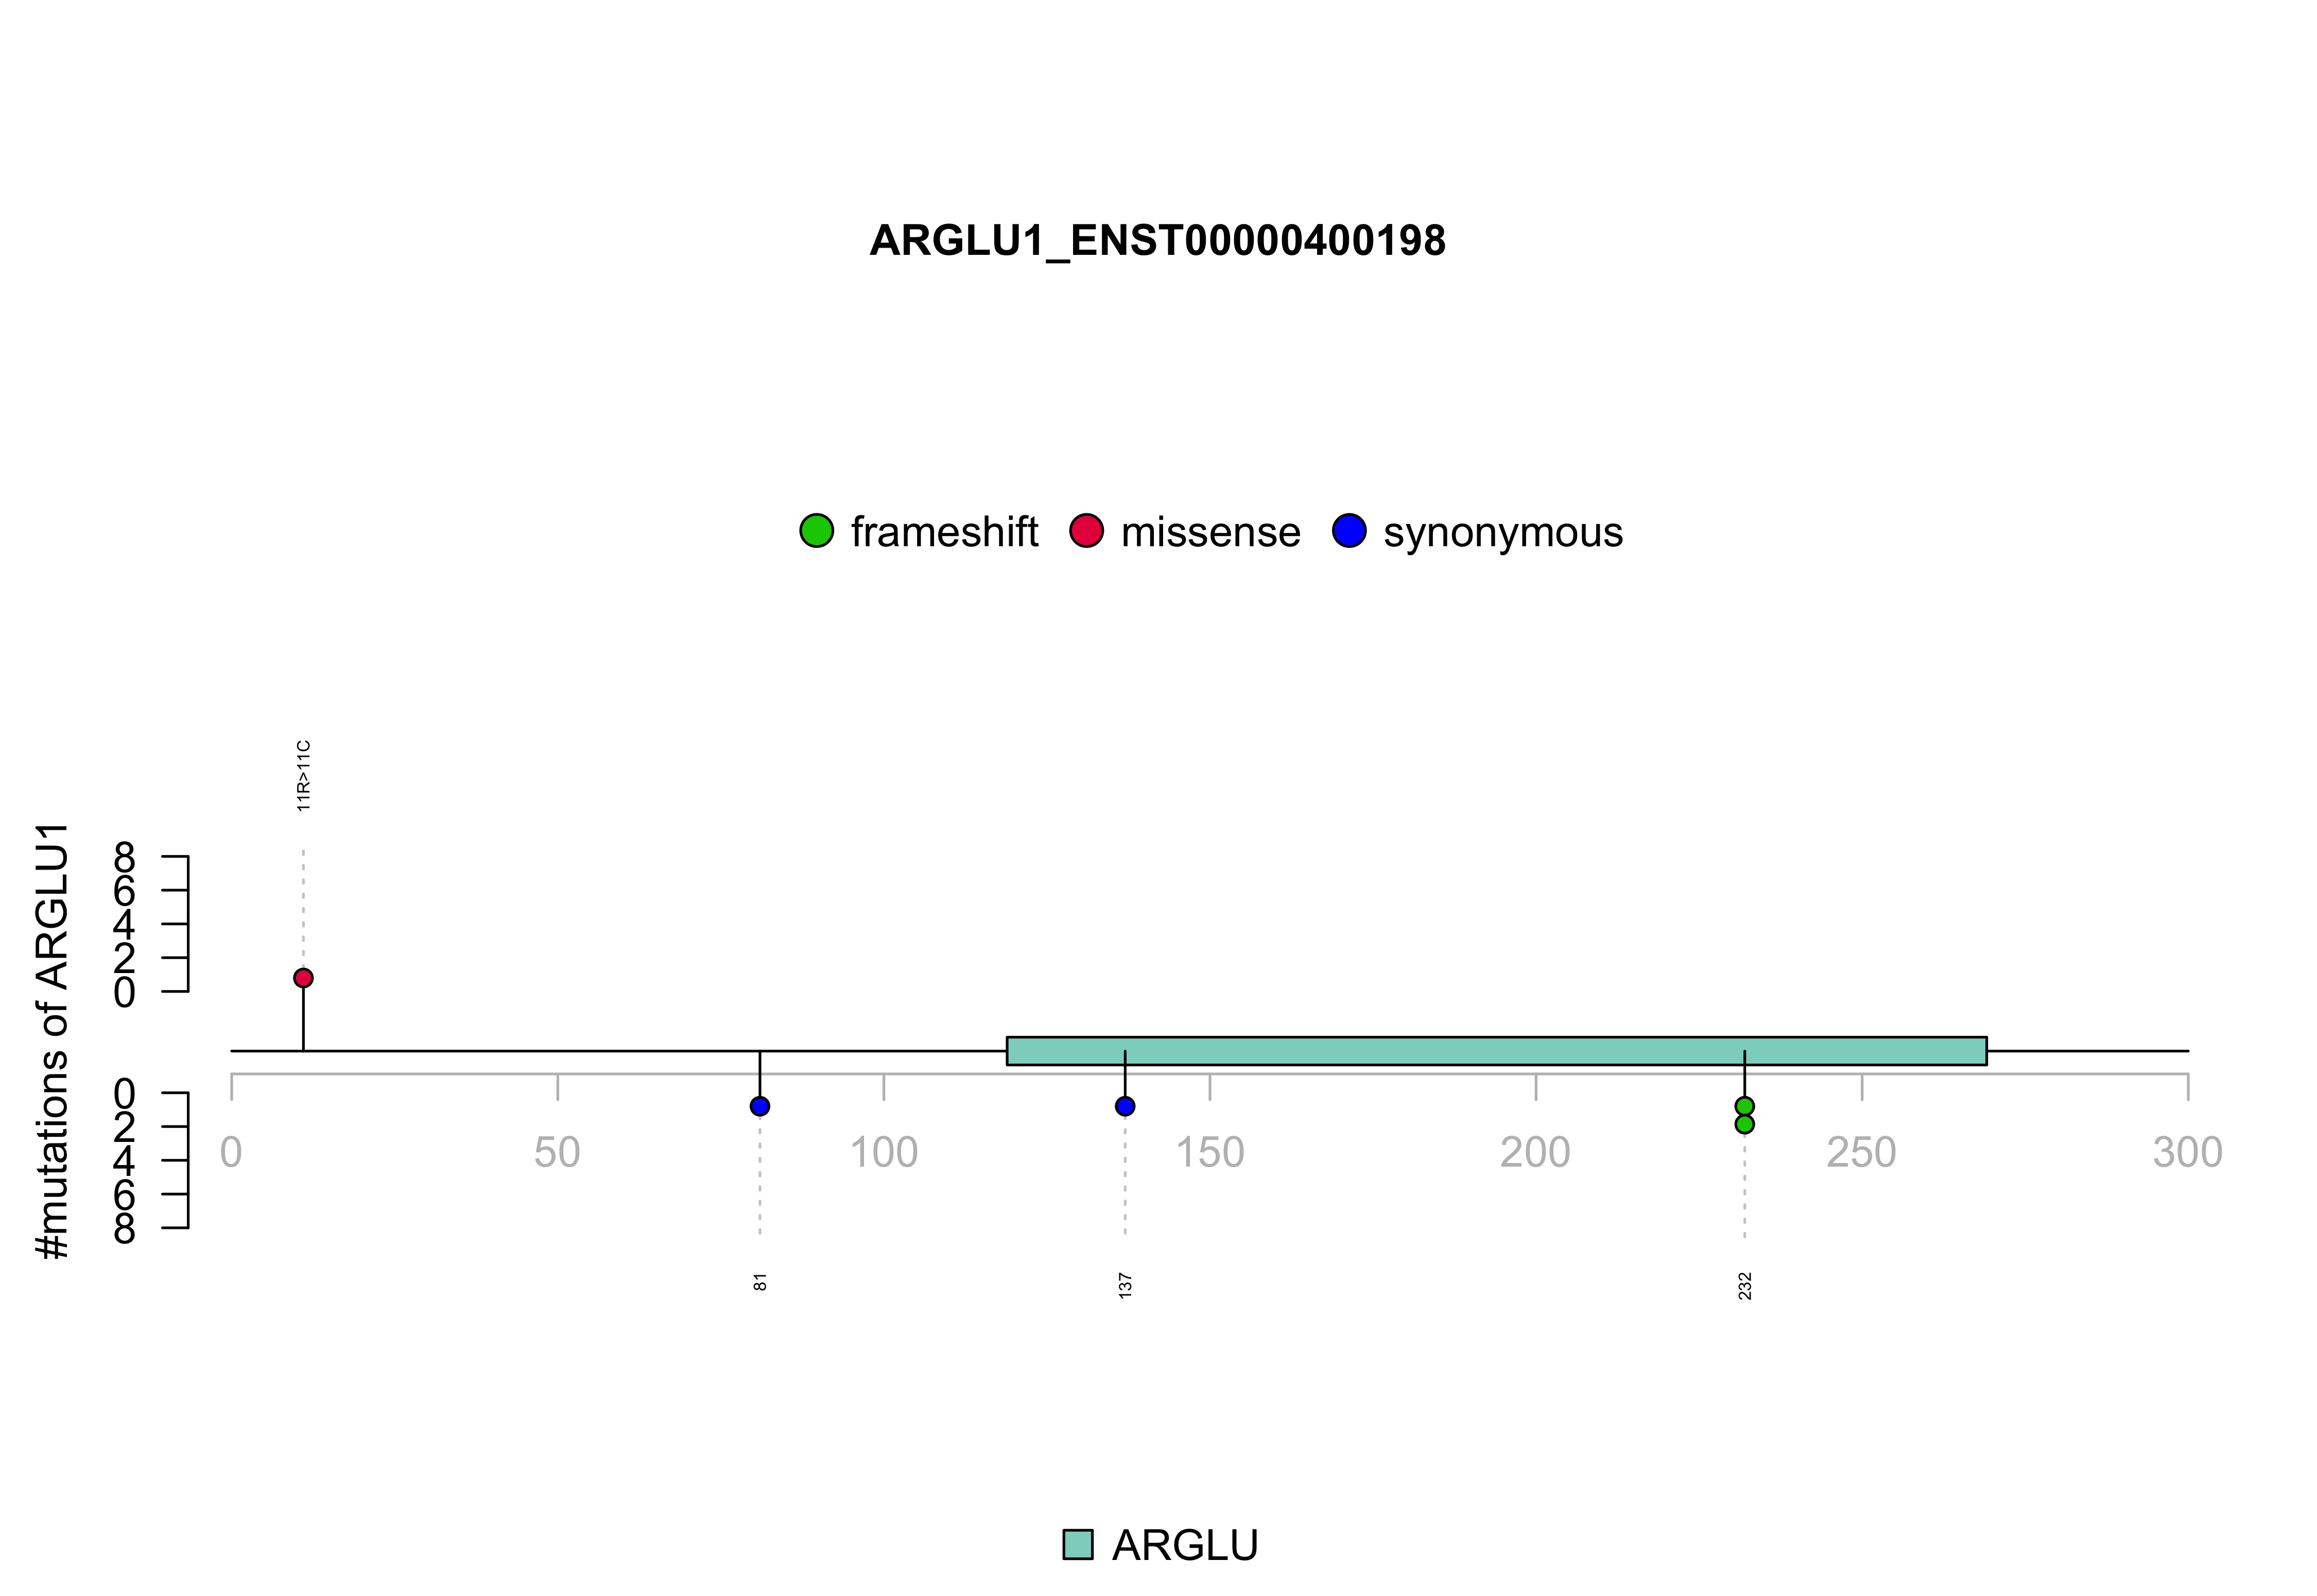 ARGLU1_ENST00000400198
frameshift missense synonymous
11R>11C
#mutations of ARGLU1
8
6
4
2
0
0
2
4
6
8
0 50 100 150 200 250 300
81 137 232
ARGLU